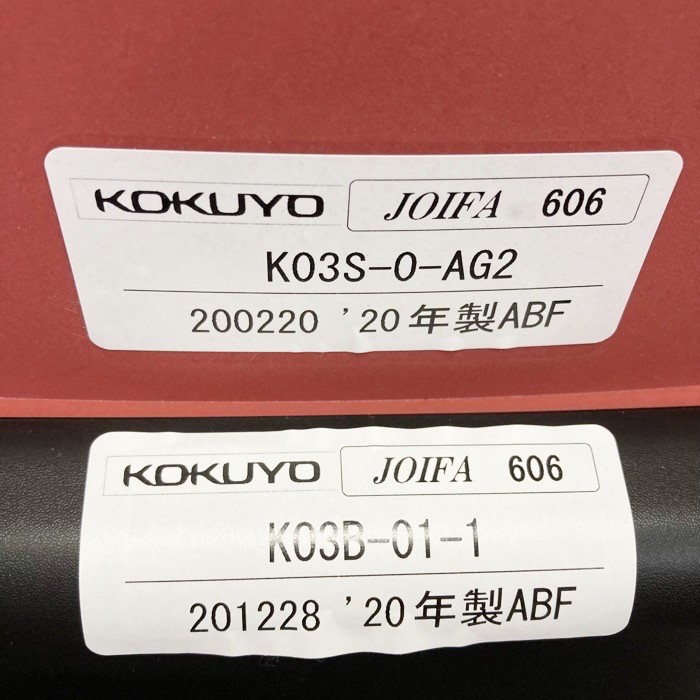 KOKUYO JOIFA 606
K03S-0-AG2
200220 '20年製ABF
KOKUYO JOIFA 606
K03B-01-1
201228 '20年製ABF